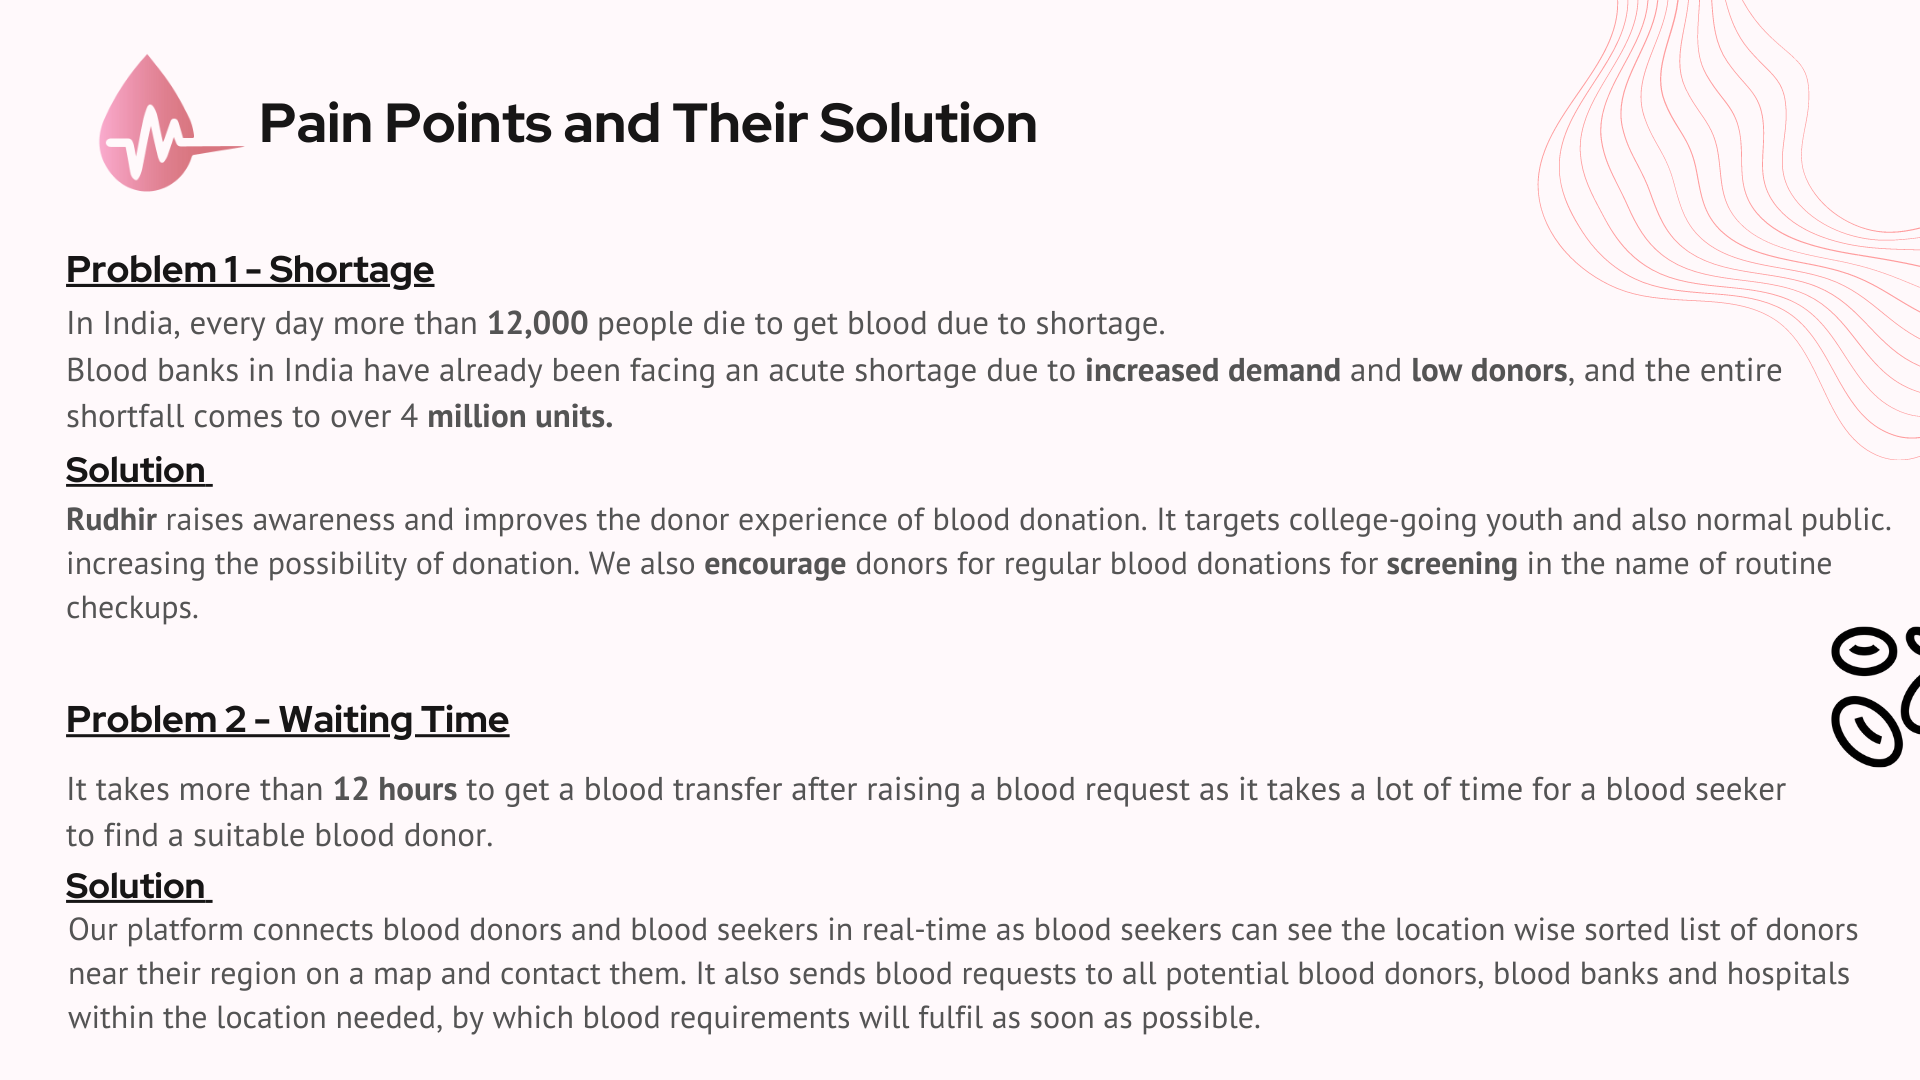 Pain Points and Their Solution
Problem 1 - Shortage
In India, every day more than 12,000 people die to get blood due to shortage.
Blood banks in India have already been facing an acute shortage due to increased demand and low donors, and the entire
shortfall comes to over 4 million units.
Solution
Rudhir raises awareness and improves the donor experience of blood donation. It targets college-going youth and also normal public.
increasing the possibility of donation. We also encourage donors for regular blood donations for screening in the name of routine
checkups.
Problem 2 - Waiting Time
It takes more than 12 hours to get a blood transfer after raising a blood request as it takes a lot of time for a blood seeker
to find a suitable blood donor.
Solution
Our platform connects blood donors and blood seekers in real-time as blood seekers can see the location wise sorted list of donors
near their region on a map and contact them. It also sends blood requests to all potential blood donors, blood banks and hospitals
within the location needed, by which blood requirements will fulfil as soon as possible.